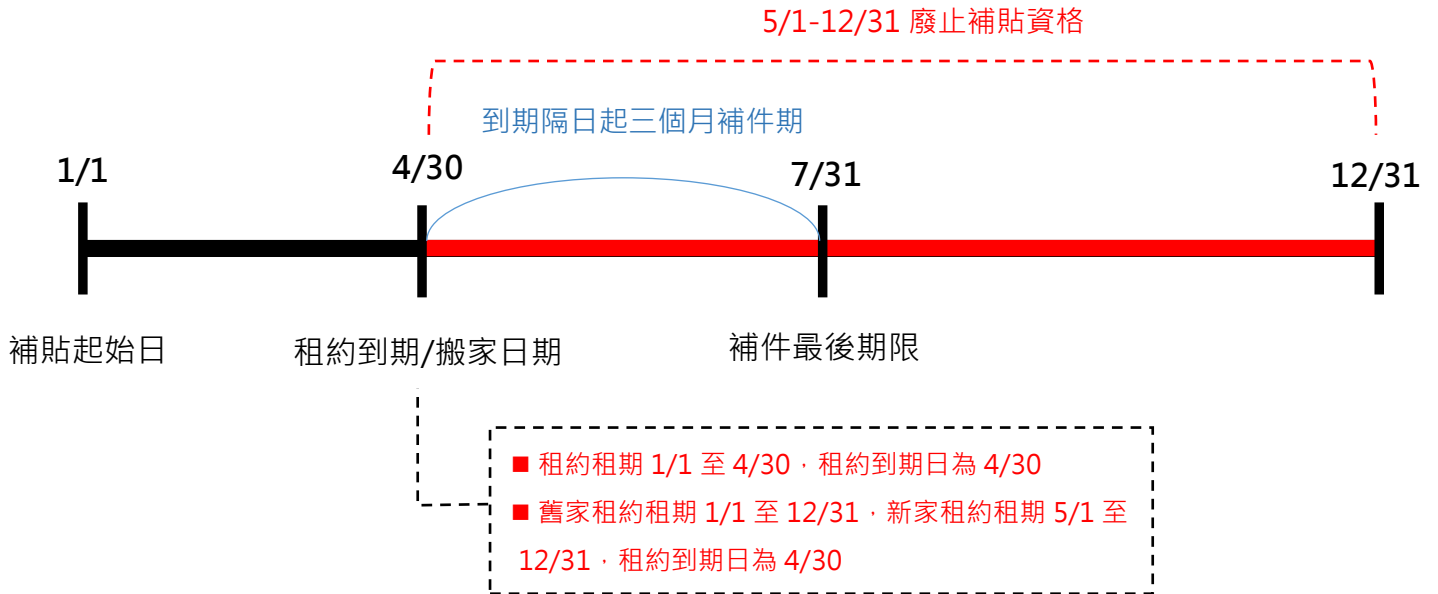 5/1-12/31 廢止補貼資格
到期隔日起三個月補件期
1/1
4/30
7/31
12/31
補貼起始日
租約到期/搬家日期
補件最後期限
■ 租約租期 1/1 至 4/30，租約到期日為 4/30
■ 舊家租約租期 1/1 至 12/31，新家租約租期 5/1 至
12/31，租約到期日為 4/30